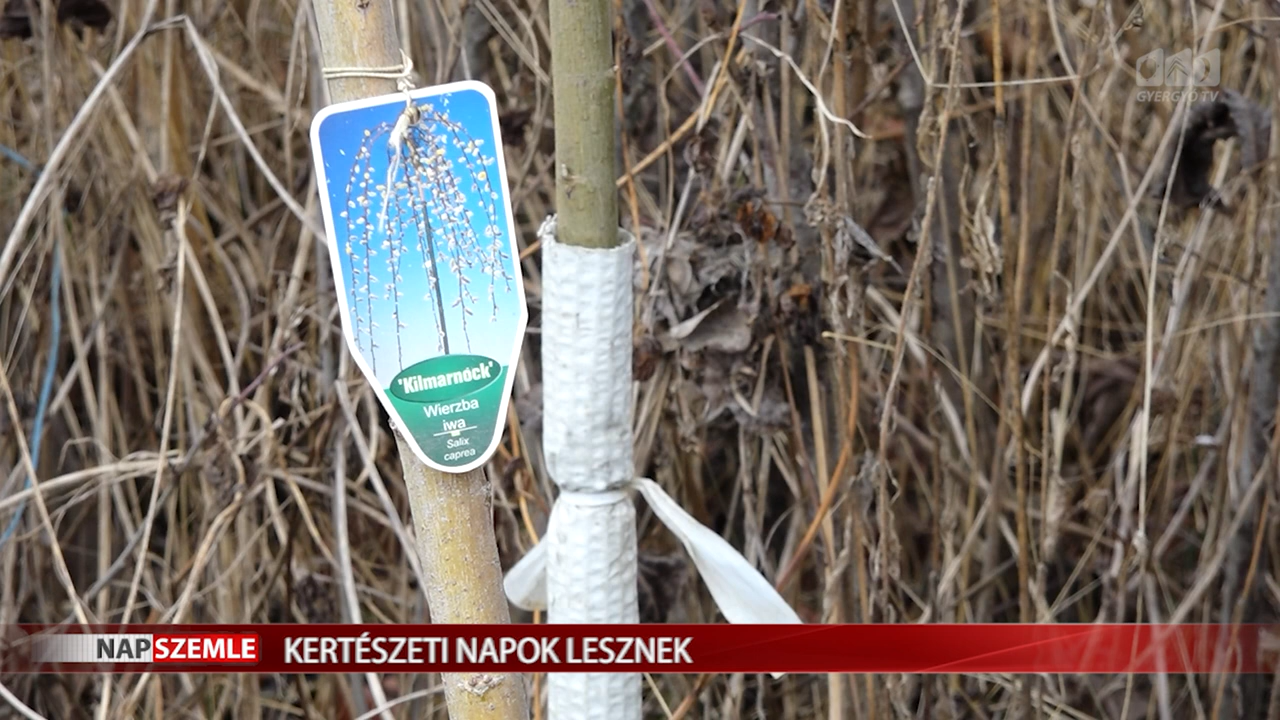 GYERGYÓ TV
'Kilmarnock'
Wierzba
iwa
Salix
caprea
NAPSZEMLE
KERTÉSZETI NAPOK LESZNEK